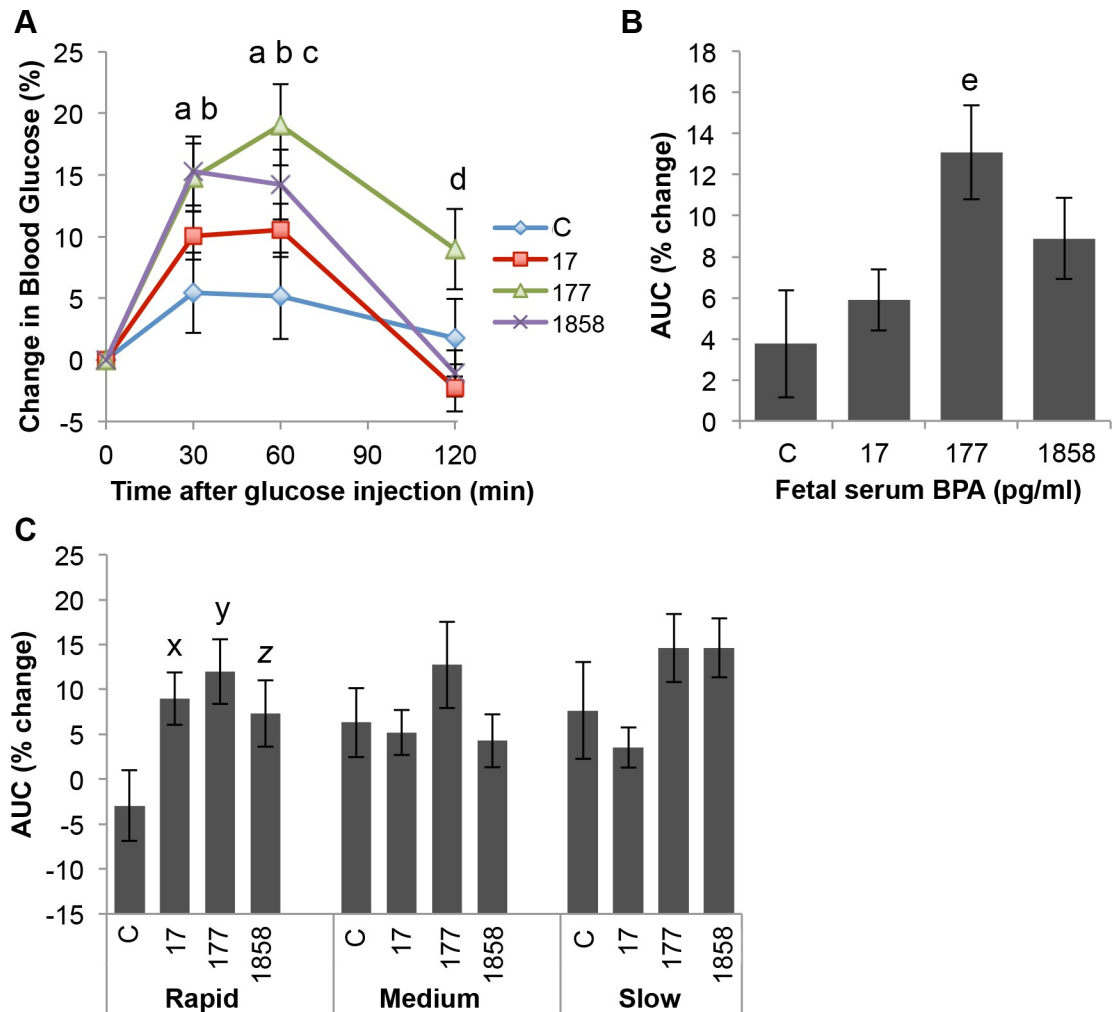 A
Change in Blood Glucose (%)
25
20
15
10
5
0
-5
a b
a b c
d
0 30 60 90 120
Time after glucose injection (min)
C
17
177
1858
B
AUC (% change)
18
16
14
12
10
8
6
4
2
0
e
C 17 177 1858
Fetal serum BPA (pg/ml)
C
AUC (% change)
25
20
15
10
5
0
-5
-10
-15
x
y
z
C 17 177 1858 C 17 177 1858 C 17 177 1858
Rapid Medium Slow